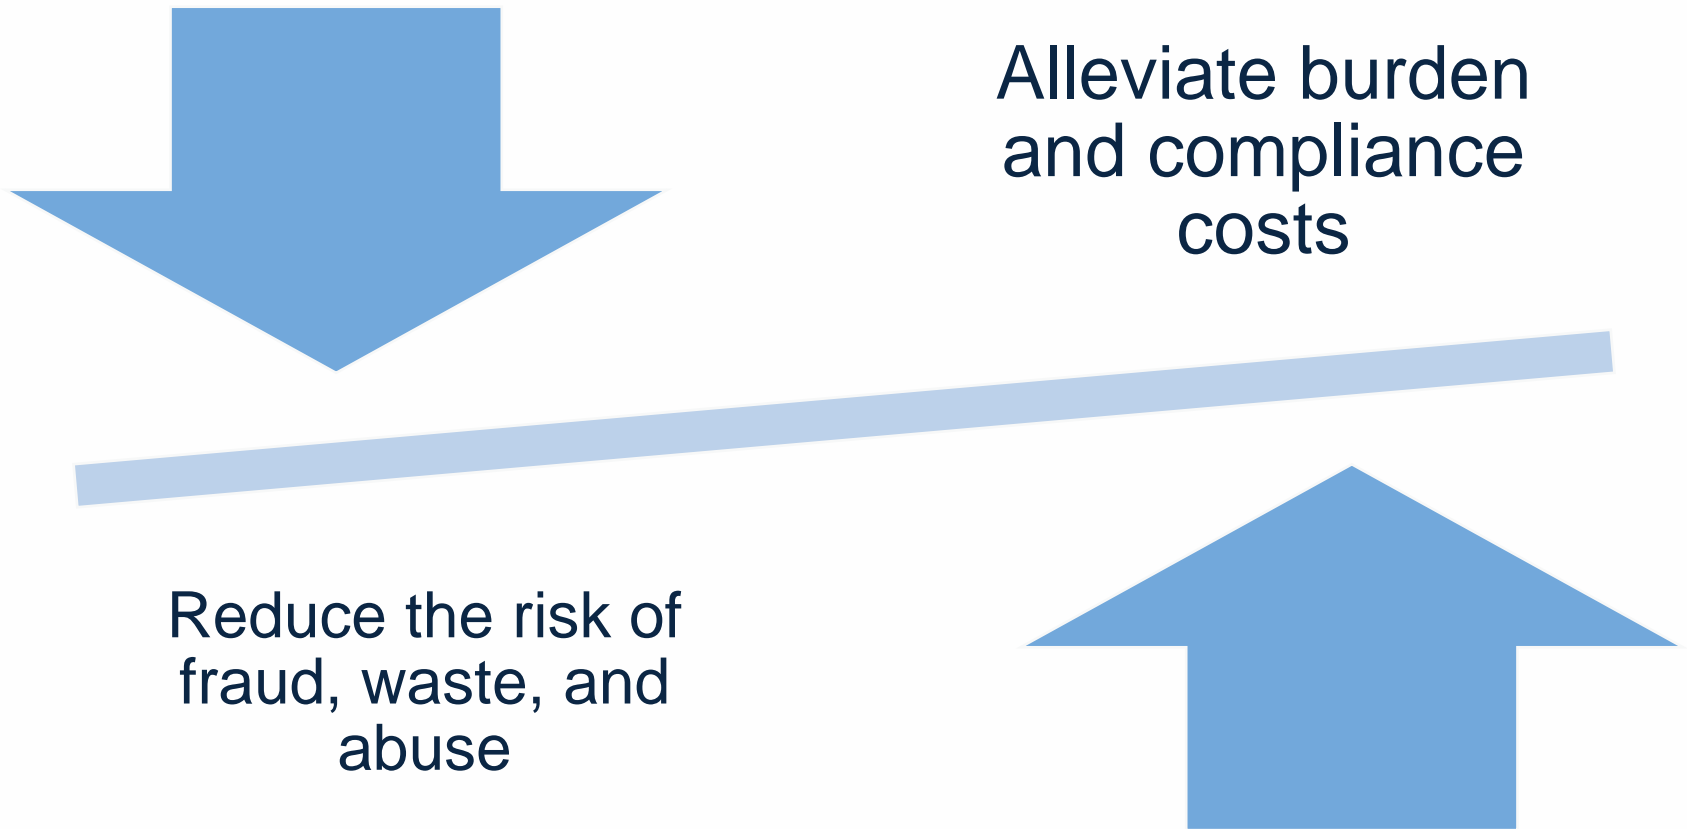 Alleviate burden
and compliance
costs
Reduce the risk of
fraud, waste, and
abuse